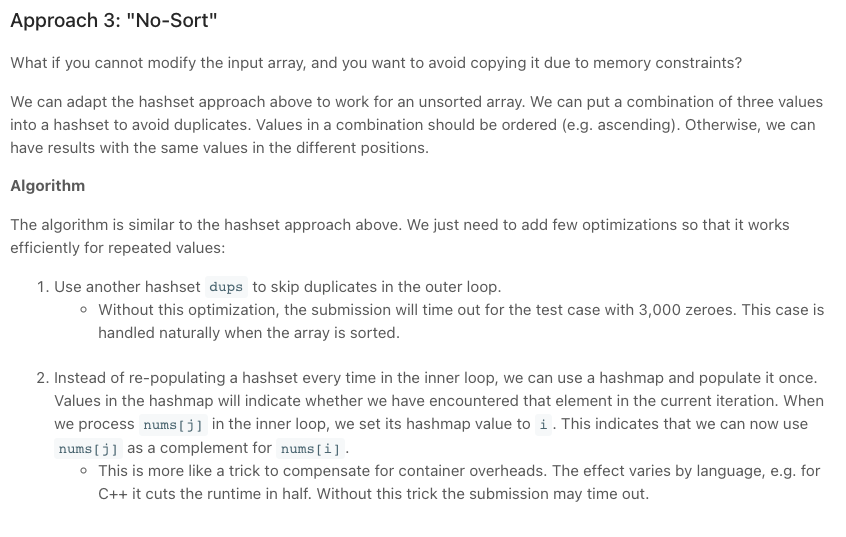 Approach 3: "No-Sort"
What if you cannot modify the input array, and you want to avoid copying it due to memory constraints?
We can adapt the hashset approach above to work for an unsorted array. We can put a combination of three values
into a hashset to avoid duplicates. Values in a combination should be ordered (e.g. ascending). Otherwise, we can
have results with the same values in the different positions.
Algorithm
The algorithm is similar to the hashset approach above. We just need to add few optimizations so that it works
efficiently for repeated values:
1. Use another hashset dups to skip duplicates in the outer loop.
◦ Without this optimization, the submission will time out for the test case with 3,000 zeroes. This case is
handled naturally when the array is sorted.
2. Instead of re-populating a hashset every time in the inner loop, we can use a hashmap and populate it once.
Values in the hashmap will indicate whether we have encountered that element in the current iteration. When
we process nums[j] in the inner loop, we set its hashmap value to i. This indicates that we can now use
nums[j] as a complement for nums[i].
◦ This is more like a trick to compensate for container overheads. The effect varies by language, e.g. for
C++ it cuts the runtime in half. Without this trick the submission may time out.